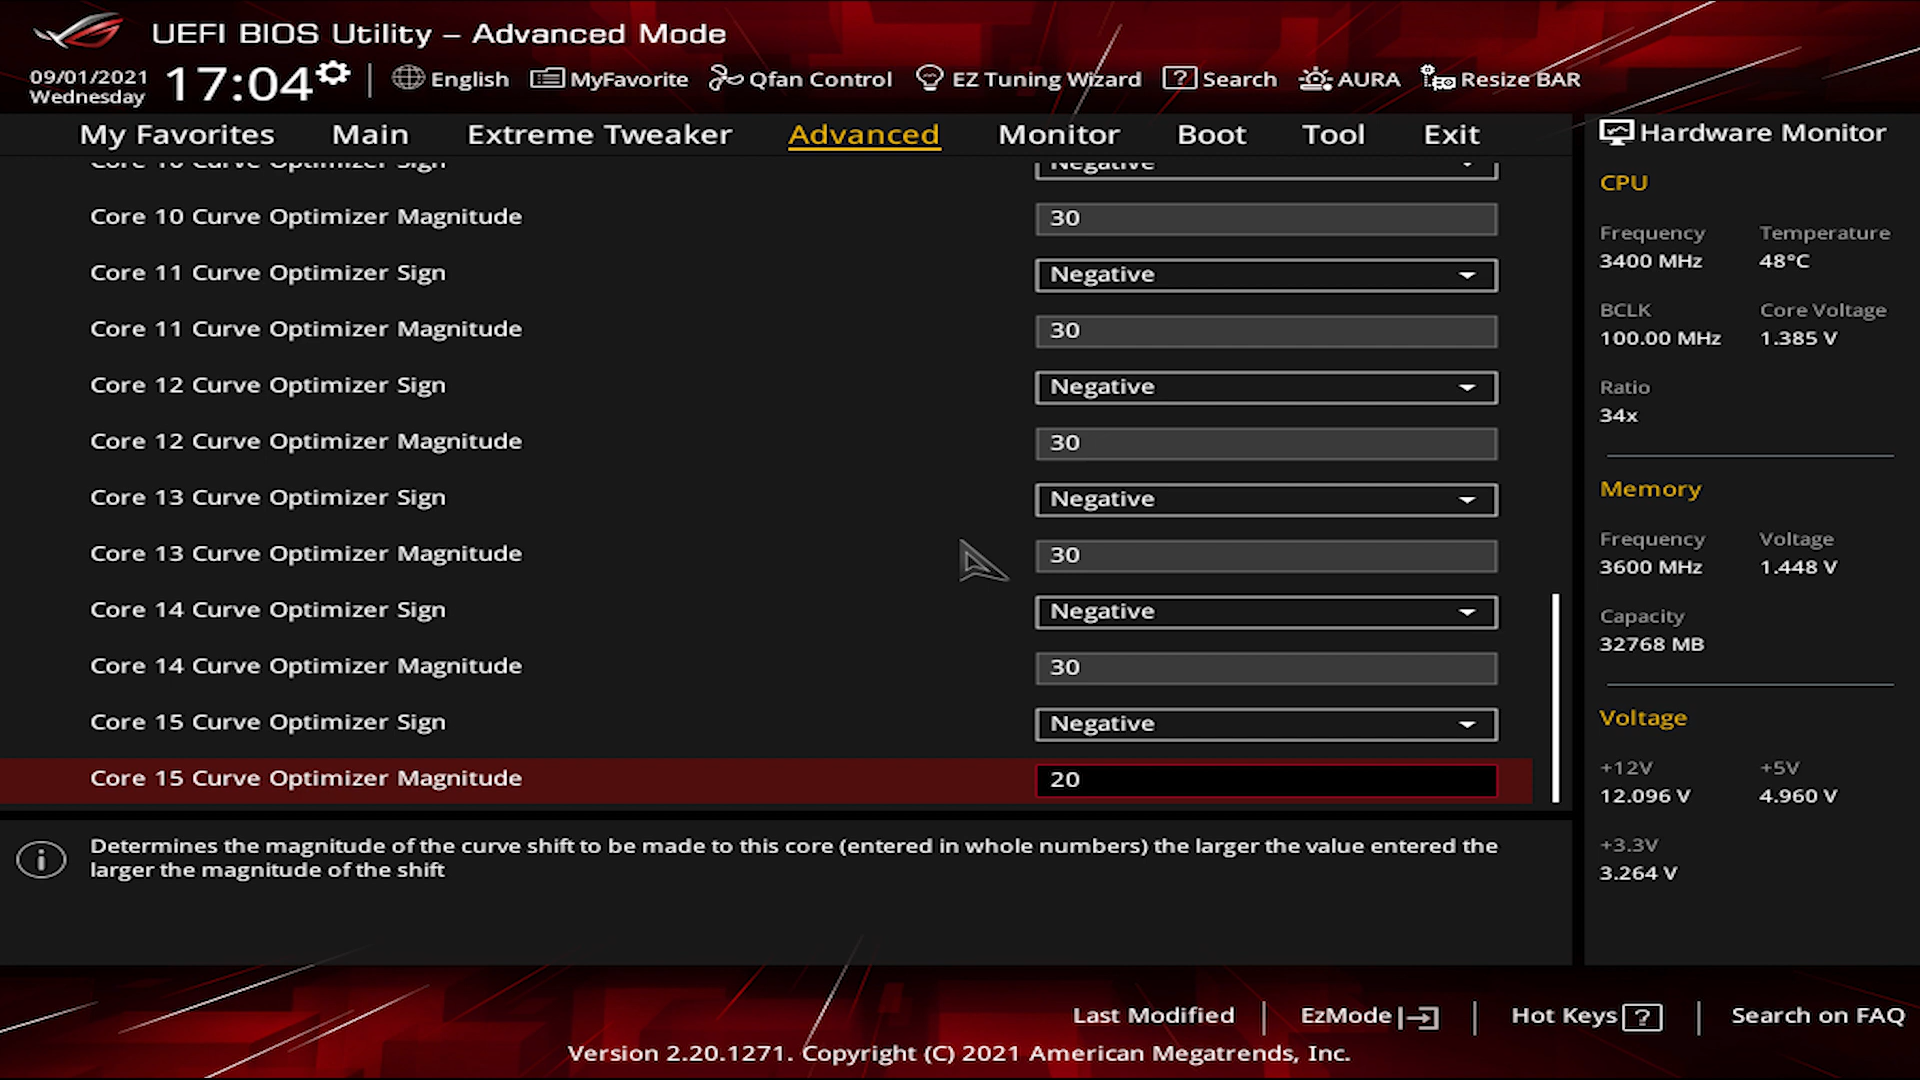 UEFI BIOS Utility – Advanced Mode
09/01/2021
Wednesday
17:04
English
MyFavorite
Qfan Control
EZ Tuning Wizard
? Search
AURA
Resize BAR
My Favorites
Main
Extreme Tweaker
Advanced
Monitor
Boot
Tool
Exit
Core 10 Curve Optimizer Sign Negative
Core 10 Curve Optimizer Magnitude 30
Core 11 Curve Optimizer Sign Negative
Core 11 Curve Optimizer Magnitude 30
Core 12 Curve Optimizer Sign Negative
Core 12 Curve Optimizer Magnitude 30
Core 13 Curve Optimizer Sign Negative
Core 13 Curve Optimizer Magnitude 30
Core 14 Curve Optimizer Sign Negative
Core 14 Curve Optimizer Magnitude 30
Core 15 Curve Optimizer Sign Negative
Core 15 Curve Optimizer Magnitude 20
Determines the magnitude of the curve shift to be made to this core (entered in whole numbers) the larger the value entered the
larger the magnitude of the shift
Hardware Monitor
CPU
Frequency Temperature
3400 MHz 48°C
BCLK Core Voltage
100.00 MHz 1.385 V
Ratio
34x
Memory
Frequency Voltage
3600 MHz 1.448 V
Capacity
32768 MB
Voltage
+12V +5V
12.096 V 4.960 V
+3.3V
3.264 V
Last Modified
EzMode
Hot Keys ?
Search on FAQ
Version 2.20.1271. Copyright (C) 2021 American Megatrends, Inc.